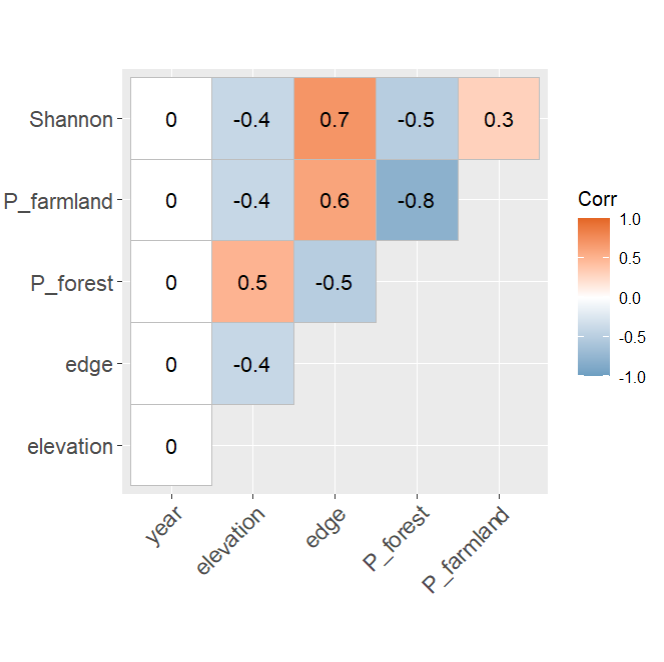 Shannon 0 -0.4 0.7 -0.5 0.3
P_farmland 0 -0.4 0.6 -0.8
P_forest 0 0.5 -0.5
edge 0 -0.4
elevation 0
year elevation edge P_forest P_farmland
Corr
1.0
0.5
0.0
-0.5
-1.0